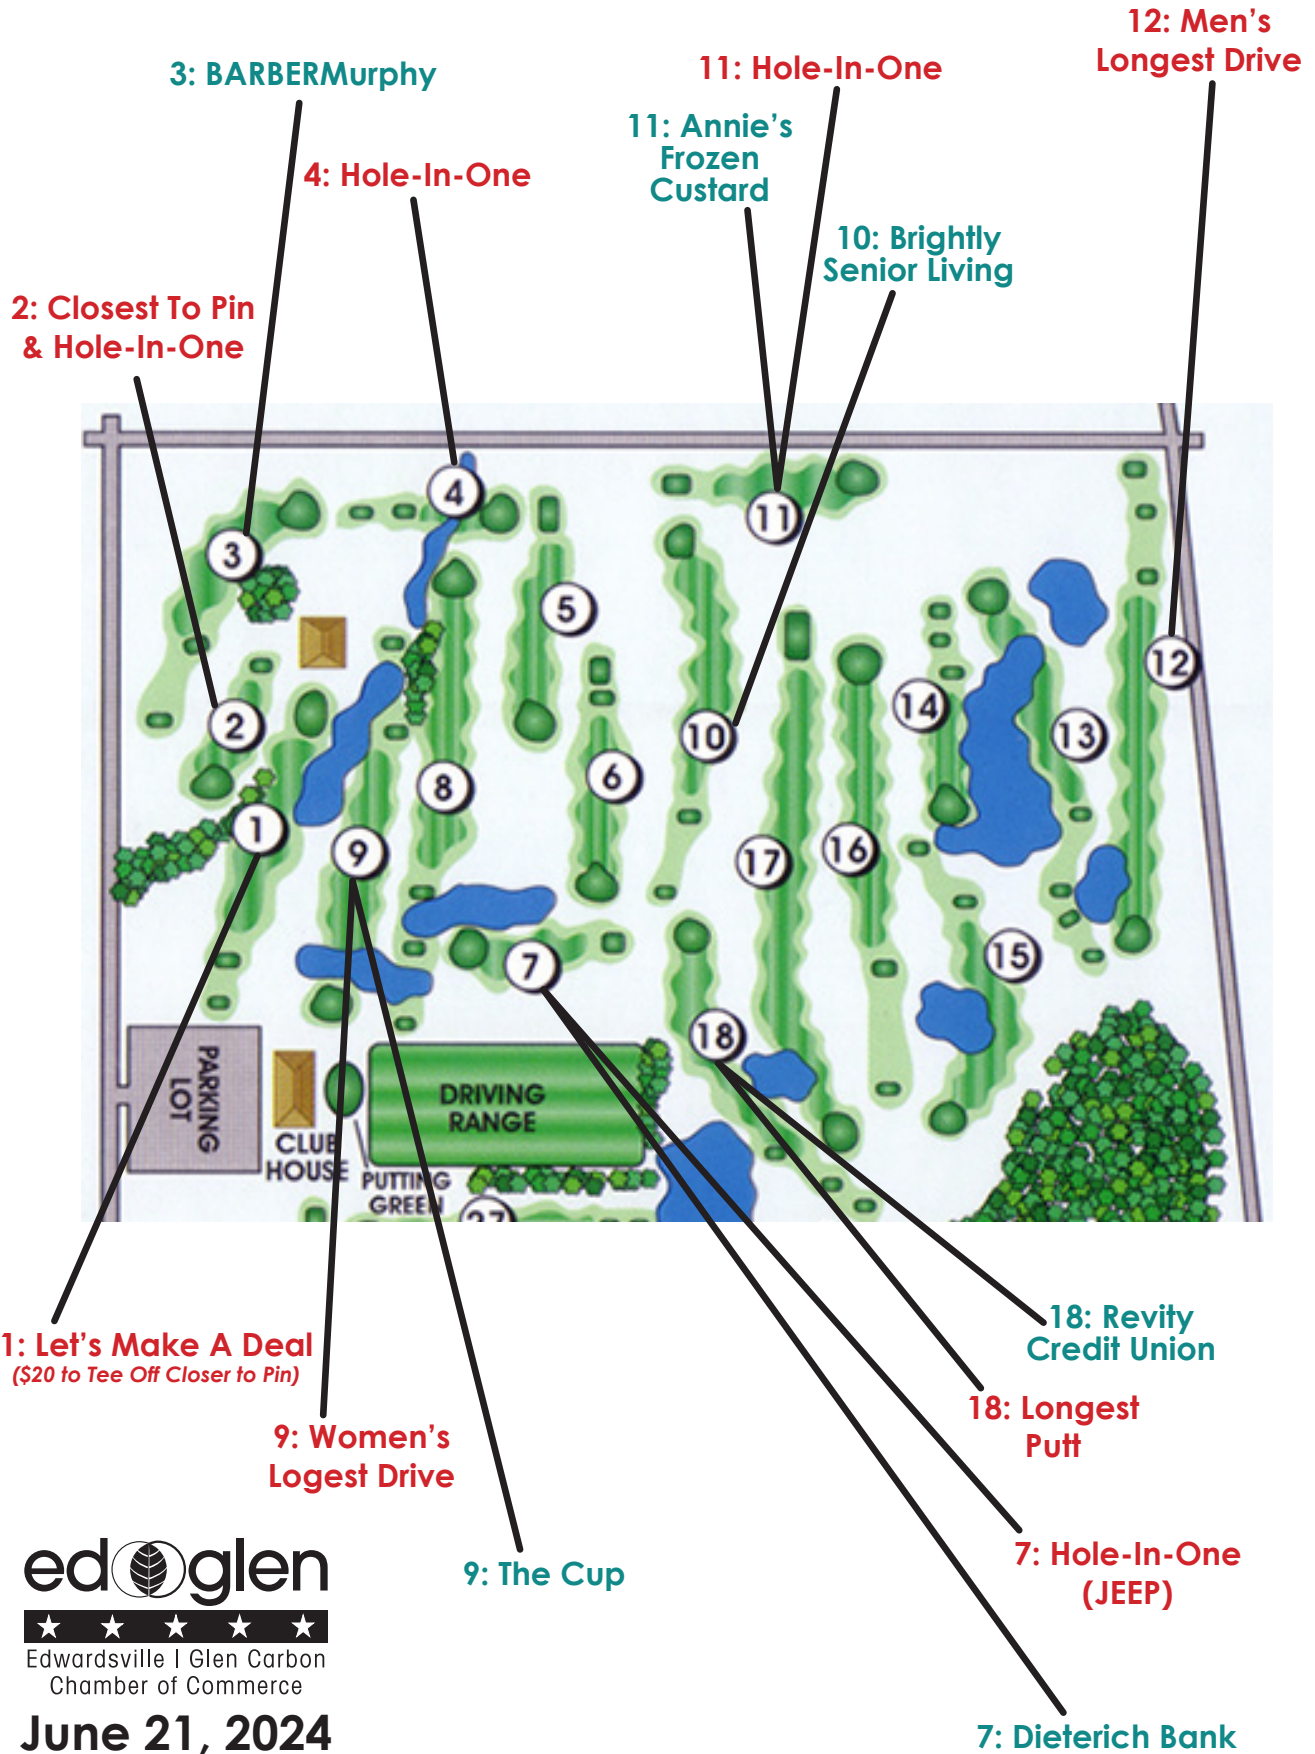 12: Men's
Longest Drive
11: Hole-In-One
3: BARBERMurphy
11: Annie's
Frozen
Custard
4: Hole-In-One
10: Brightly
Senior Living
2: Closest To Pin
& Hole-In-One
4
11
3
5
12
14
2
10
13
6
8
1
16
9
17
15
7
18
PARKING
LOT
DRIVING
RANGE
CLUB
HOUSE
PUTTING
GREEN
27
18: Revity
Credit Union
1: Let's Make A Deal
($20 to Tee Off Closer to Pin)
18: Longest
Putt
9: Women's
Logest Drive
7: Hole-In-One
(JEEP)
9: The Cup
ed glen
Edwardsville | Glen Carbon
Chamber of Commerce
June 21, 2024
7: Dieterich Bank